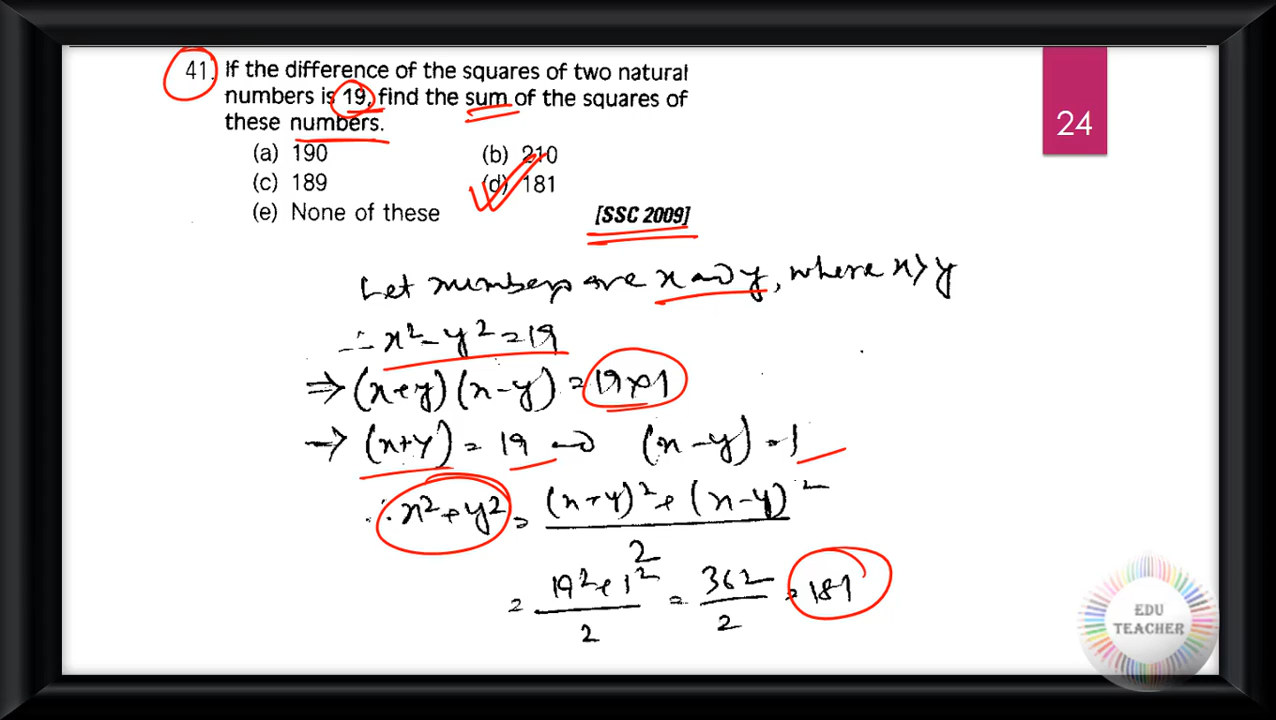 41. If the difference of the squares of two natural
numbers is 19, find the sum of the squares of
these numbers.
(a) 190 (b) 210
(c) 189 (d) 181
(e) None of these [SSC 2009]
24
Let numbers are x and y, where x > y
∴ x² - y² = 19
⇒ (x+y)(x-y) = 19×1
→ (x+y) = 19 and (x-y) = 1
∴ x² + y² = ((x+y)² + (x-y)²)/2
= (19² + 1²)/2 = 362/2 = 181
EDU
TEACHER